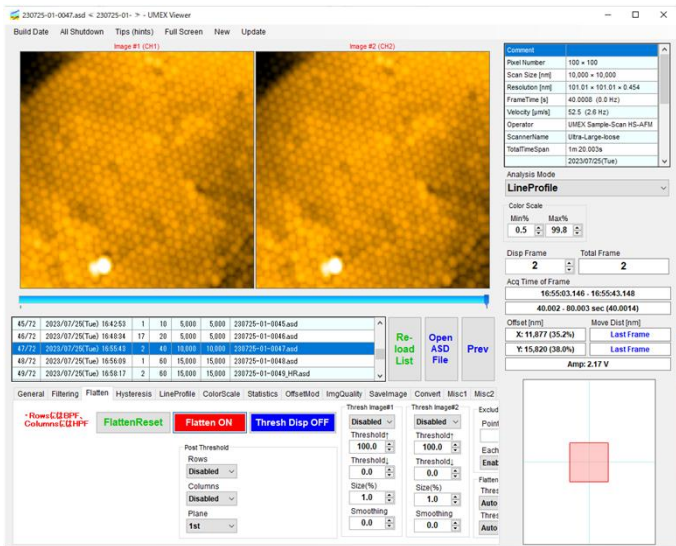 230725-01-0047.asd < 230725-01- > - UMEX Viewer
Build Date All Shutdown Tips (hints) Full Screen New Update
Image #1 (CH1) Image #2 (CH2)
Comment
Pixel Number 100 × 100
Scan Size [nm] 10,000 × 10,000
Resolution [nm] 101.01 × 101.01 × 0.454
FrameTime [s] 40.0008 (0.0 Hz)
Velocity [µm/s] 52.5 (2.6 Hz)
Operator UMEX Sample-Scan HS-AFM
ScannerName Ultra-Large-loose
TotalTimeSpan 1m 20.003s
2023/07/25(Tue)
Analysis Mode
LineProfile
Color Scale
Min% Max%
0.5 99.8
Disp Frame Total Frame
2 2
Acq Time of Frame
16:55:03.146 - 16:55:43.148
40.002 - 80.003 sec (40.0014)
Offset [nm] Move Dist [nm]
X: 11,877 (35.2%) Last Frame
Y: 15,820 (38.0%) Last Frame
Amp: 2.17 V
45/72 2023/07/25(Tue) 16:42:53 1 10 5,000 5,000 230725-01-0045.asd
46/72 2023/07/25(Tue) 16:48:34 17 20 5,000 5,000 230725-01-0046.asd
47/72 2023/07/25(Tue) 16:55:43 2 40 10,000 10,000 230725-01-0047.asd
48/72 2023/07/25(Tue) 16:56:09 1 60 15,000 15,000 230725-01-0048.asd
49/72 2023/07/25(Tue) 16:58:17 2 60 15,000 15,000 230725-01-0049_HR.asd
Re-load List
Open ASD File
Prev
General Filtering Flatten Hysteresis LineProfile ColorScale Statistics OffsetMod ImgQuality SaveImage Convert Misc1 Misc2
・RowsにはBPF、
ColumnsにはHPF
FlattenReset Flatten ON Thresh Disp OFF
Post Threshold
Rows
Disabled
Columns
Disabled
Plane
1st
Thresh Image#1
Disabled
Threshold↑
100.0
Threshold↓
0.0
Size(%)
1.0
Smoothing
0.0
Thresh Image#2
Disabled
Threshold↑
100.0
Threshold↓
0.0
Size(%)
1.0
Smoothing
0.0
Exclud
Point
Each
Enab
Flatten
Thres
Auto
Thres
Auto